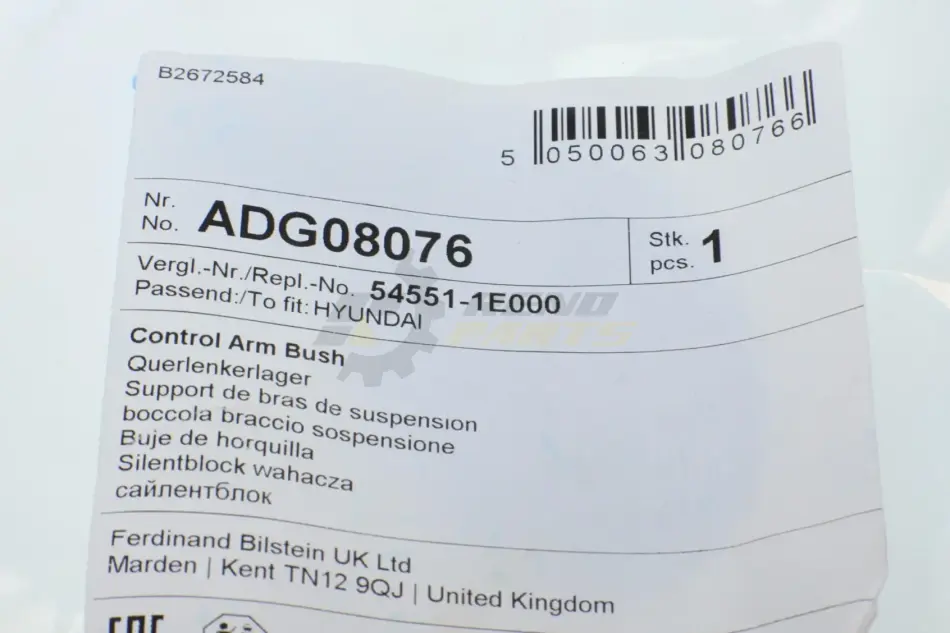 B2672584
5 050063 080766
Nr.
No. ADG08076
Stk.
pcs. 1
Vergl.-Nr./Repl.-No. 54551-1E000
Passend:/To fit: HYUNDAI
Control Arm Bush
Querlenkerlager
Support de bras de suspension
boccola braccio sospensione
Buje de horquilla
Silentblock wahacza
сайлентблок
Ferdinand Bilstein UK Ltd
Marden | Kent TN12 9QJ | United Kingdom
PARTS